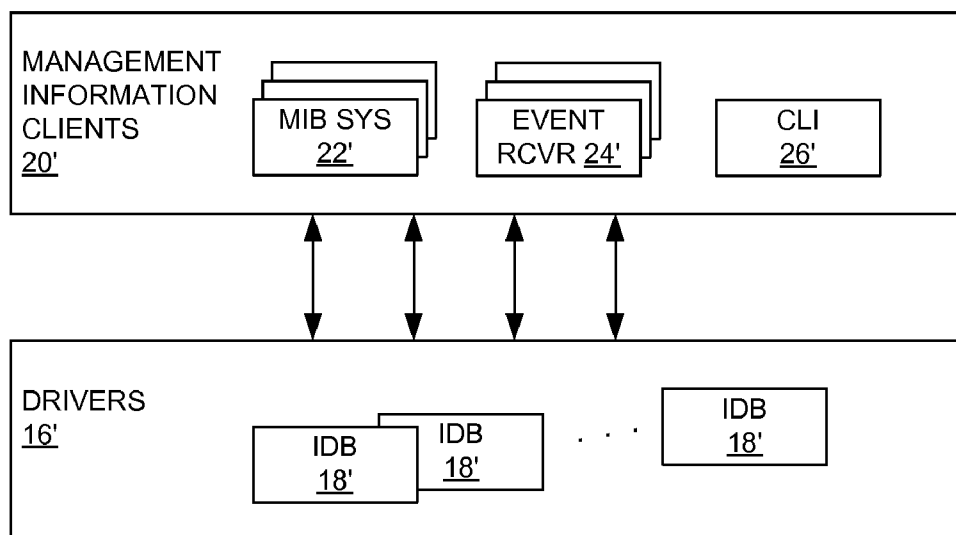 MANAGEMENT
INFORMATION
CLIENTS
20'
MIB SYS
22'
EVENT
RCVR 24'
CLI
26'
DRIVERS
16'
IDB
18'
IDB
18'
. . .
IDB
18'